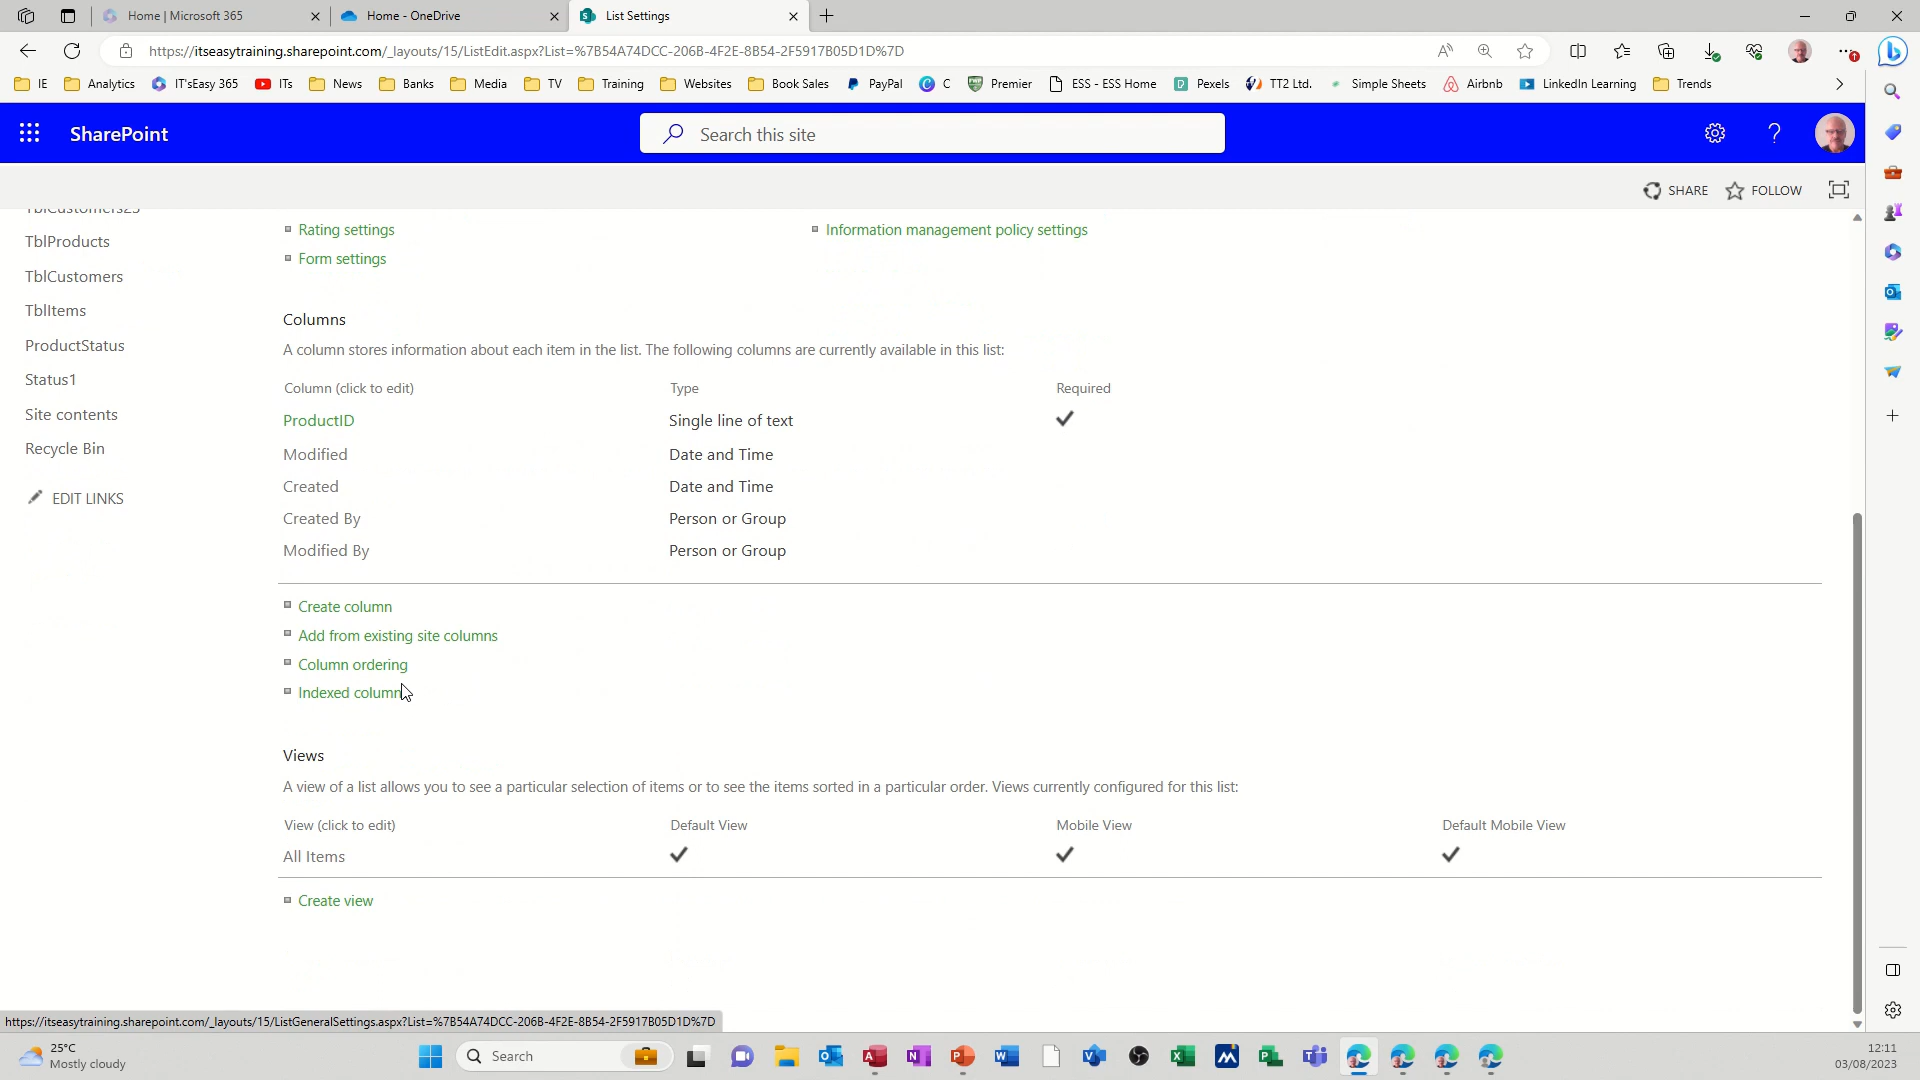 Home | Microsoft 365
Home - OneDrive
List Settings
https://itseasytraining.sharepoint.com/_layouts/15/ListEdit.aspx?List=%7B54A74DCC-206B-4F2E-8B54-2F5917B05D1D%7D
IE
Analytics
IT'sEasy 365
ITs
News
Banks
Media
TV
Training
Websites
Book Sales
PayPal
C
Premier
ESS - ESS Home
Pexels
TT2 Ltd.
Simple Sheets
Airbnb
LinkedIn Learning
Trends
SharePoint
Search this site
SHARE
FOLLOW
TblCustomers23
TblProducts
TblCustomers
TblItems
ProductStatus
Status1
Site contents
Recycle Bin
EDIT LINKS
Rating settings
Information management policy settings
Form settings
Columns
A column stores information about each item in the list. The following columns are currently available in this list:
Column (click to edit) Type Required
ProductID Single line of text
Modified Date and Time
Created Date and Time
Created By Person or Group
Modified By Person or Group
Create column
Add from existing site columns
Column ordering
Indexed column
Views
A view of a list allows you to see a particular selection of items or to see the items sorted in a particular order. Views currently configured for this list:
View (click to edit) Default View Mobile View Default Mobile View
All Items
Create view
https://itseasytraining.sharepoint.com/_layouts/15/ListGeneralSettings.aspx?List=%7B54A74DCC-206B-4F2E-8B54-2F5917B05D1D%7D
25°C
Mostly cloudy
Search
12:11
03/08/2023